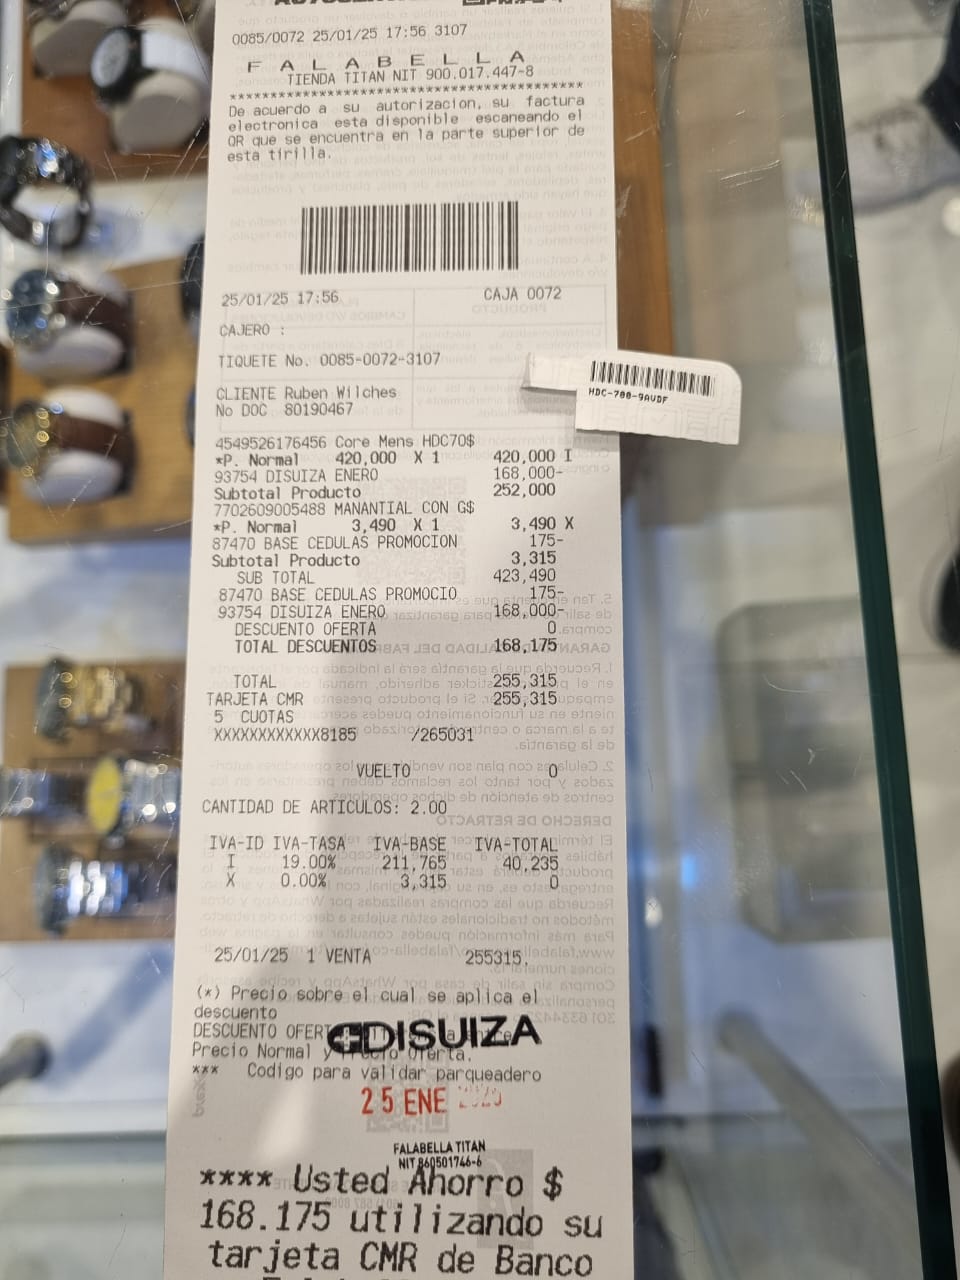 0085/0072 25/01/25 17:56 3107
F A L A B E L L A
TIENDA TITAN NIT 900.017.447-8
De acuerdo a su autorizacion, su factura
electronica esta disponible escaneando el
QR que se encuentra en la parte superior de
esta tirilla.
25/01/25 17:56 CAJA 0072
CAJERO :
TIQUETE No. 0085-0072-3107
CLIENTE Ruben Wilches
No DOC 80190467
4549526176456 Core Mens HDC70$
*P. Normal 420,000 X 1 420,000 I
93754 DISUIZA ENERO 168,000-
Subtotal Producto 252,000
7702609005488 MANANTIAL CON G$
*P. Normal 3,490 X 1 3,490 X
87470 BASE CEDULAS PROMOCION 175-
Subtotal Producto 3,315
SUB TOTAL 423,490
87470 BASE CEDULAS PROMOCIO 175-
93754 DISUIZA ENERO 168,000-
DESCUENTO OFERTA 0
TOTAL DESCUENTOS 168,175
TOTAL 255,315
TARJETA CMR 255,315
5 CUOTAS
XXXXXXXXXXXX8185 /265031
VUELTO 0
CANTIDAD DE ARTICULOS: 2.00
IVA-ID IVA-TASA IVA-BASE IVA-TOTAL
I 19.00% 211,765 40,235
X 0.00% 3,315 0
25/01/25 1 VENTA 255315.
(*) Precio sobre el cual se aplica el
descuento
DESCUENTO
Precio Normal y Oferta.
*** Codigo para validar parqueadero
DISUIZA
25 ENE
FALABELLA TITAN
NIT 860501746-6
**** Usted Ahorro $
168.175 utilizando su
tarjeta CMR de Banco